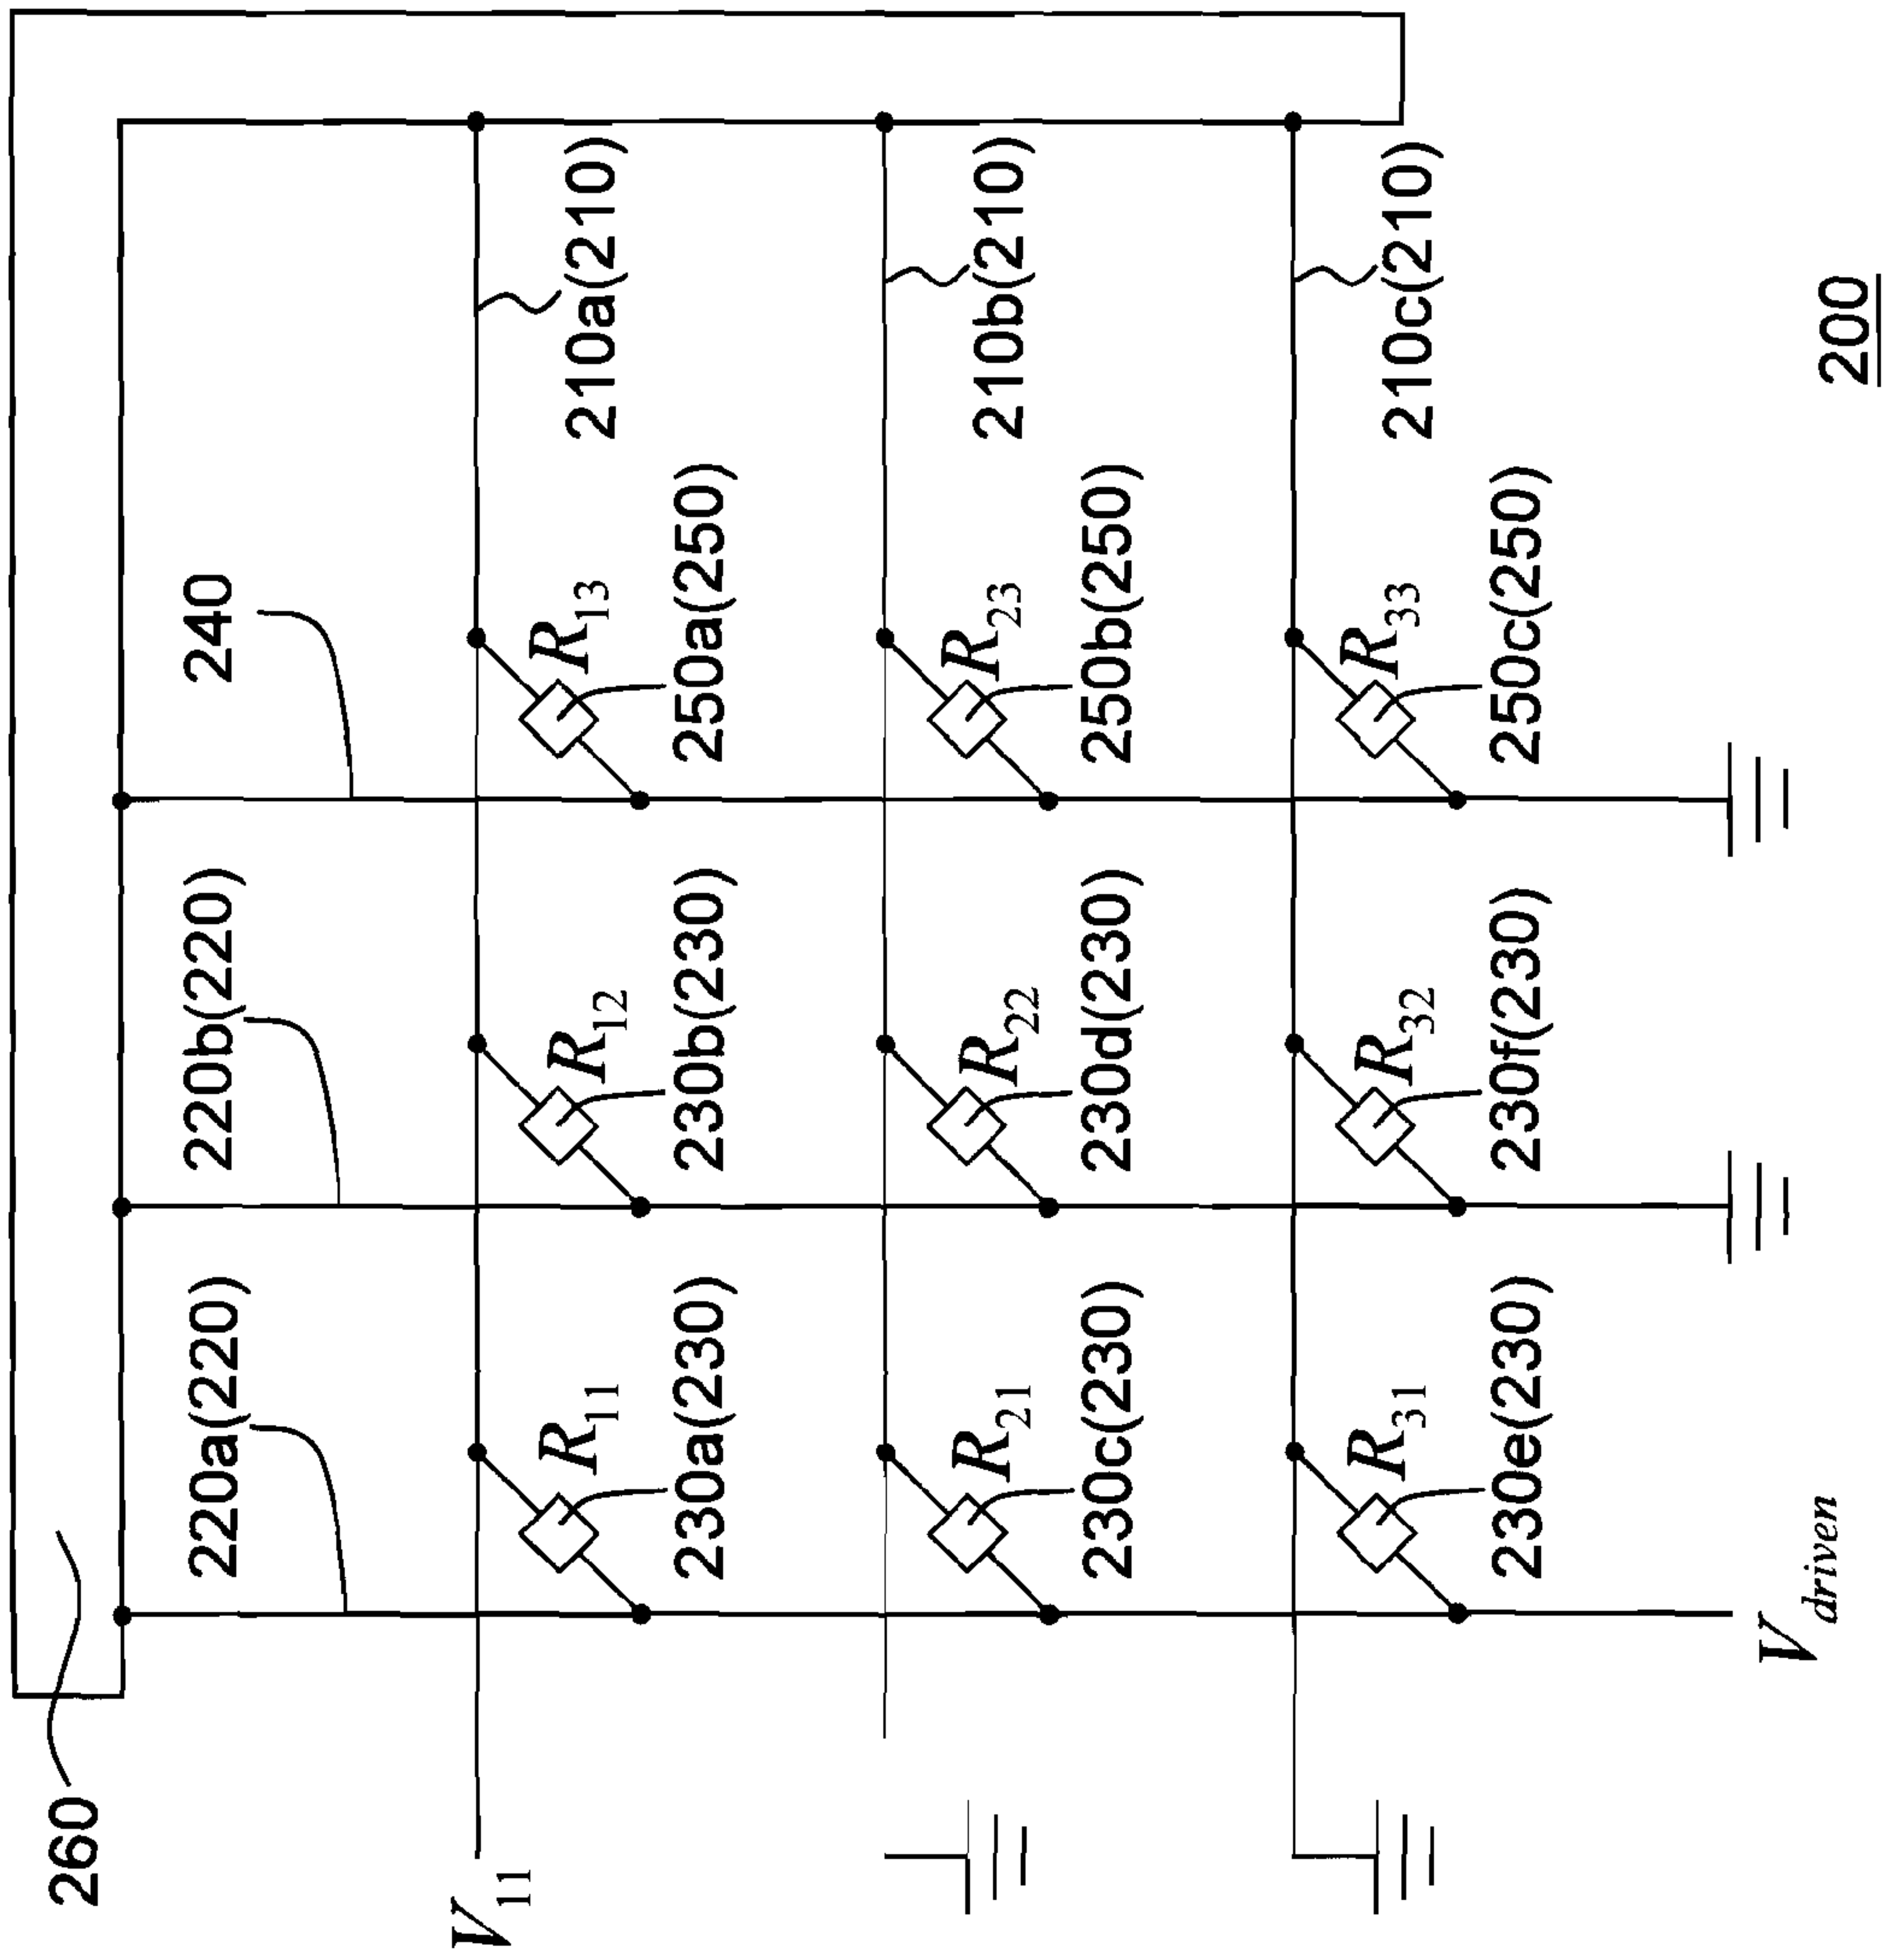 260
220a(220) 220b(220) 240
V11
R11 R12 R13 210a(210)
230a(230) 230b(230) 250a(250)
R21 R22 R23 210b(210)
230c(230) 230d(230) 250b(250)
R31 R32 R33 210c(210)
230e(230) 230f(230) 250c(250)
Vdriven
200